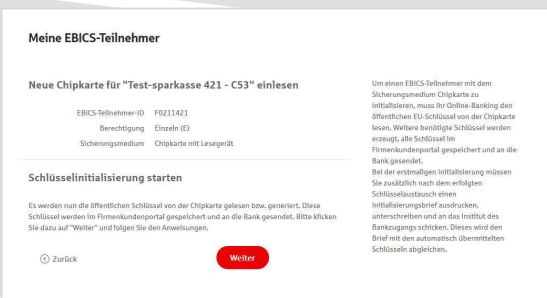 Meine EBICS-Teilnehmer
Neue Chipkarte für "Test-sparkasse 421 - C53" einlesen
EBICS-Teilnehmer-ID F0211421
Berechtigung Einzeln (E)
Sicherungsmedium Chipkarte mit Lesegerät
Schlüsselinitialisierung starten
Es werden nun die öffentlichen Schlüssel von der Chipkarte gelesen bzw. generiert. Diese
Schlüssel werden im Firmenkundenportal gespeichert und an die Bank gesendet. Bitte klicken
Sie dazu auf "Weiter" und folgen Sie den Anweisungen.
Zurück
Weiter
Um einen EBICS-Teilnehmer mit dem
Sicherungsmedium Chipkarte zu
initialisieren, muss Ihr Online-Banking den
öffentlichen EU-Schlüssel von der Chipkarte
lesen. Weitere benötigte Schlüssel werden
erzeugt, alle Schlüssel im
Firmenkundenportal gespeichert und an die
Bank gesendet.
Bei der erstmaligen Initialisierung müssen
Sie zusätzlich nach dem erfolgten
Schlüsselaustausch einen
Initialisierungsbrief ausdrucken,
unterschreiben und an das Institut des
Bankzugangs schicken. Dieses wird den
Brief mit den automatisch übermittelten
Schlüsseln abgleichen.